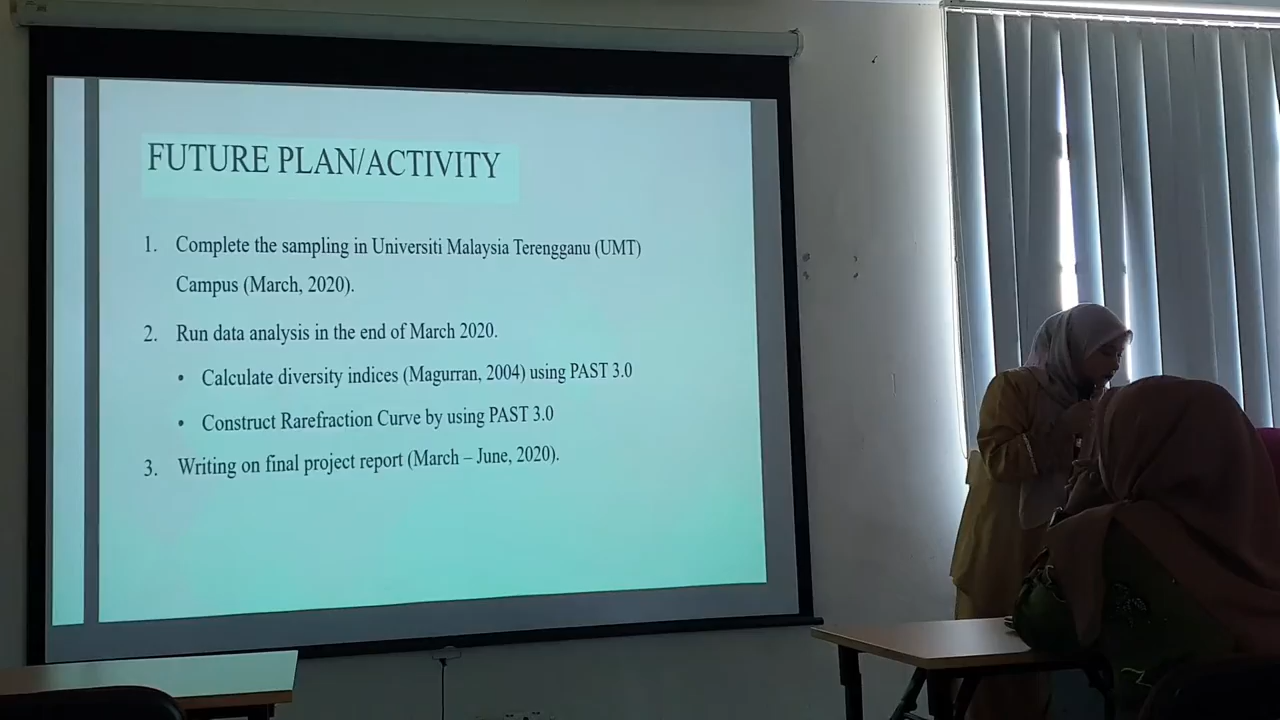 FUTURE PLAN/ACTIVITY
1. Complete the sampling in Universiti Malaysia Terengganu (UMT)
Campus (March, 2020).
2. Run data analysis in the end of March 2020.
• Calculate diversity indices (Magurran, 2004) using PAST 3.0
• Construct Rarefraction Curve by using PAST 3.0
3. Writing on final project report (March – June, 2020).